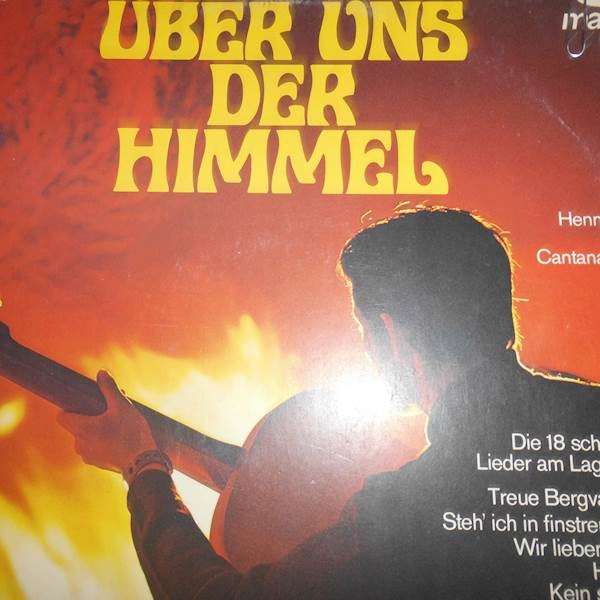 ÜBER UNS
DER
HIMMEL
ma
Henn
Cantana
Die 18 sch
Lieder am Lag
Treue Bergva
Steh' ich in finstre
Wir lieben
H
Kein s